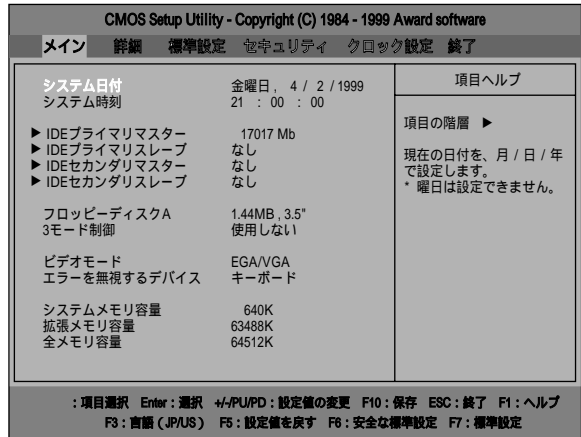 CMOS Setup Utility - Copyright (C) 1984 - 1999 Award software
メイン 詳細 標準設定 セキュリティ クロック設定 終了
システム日付 金曜日 , 4 / 2 / 1999
システム時刻 21 : 00 : 00
▶ IDEプライマリマスター 17017 Mb
▶ IDEプライマリスレーブ なし
▶ IDEセカンダリマスター なし
▶ IDEセカンダリスレーブ なし
フロッピーディスクA 1.44MB , 3.5"
3モード制御 使用しない
ビデオモード EGA/VGA
エラーを無視するデバイス キーボード
システムメモリ容量 640K
拡張メモリ容量 63488K
全メモリ容量 64512K
項目ヘルプ
項目の階層 ▶
現在の日付を、月 / 日 / 年
で設定します。
* 曜日は設定できません。
: 項目選択 Enter : 選択 +/-/PU/PD : 設定値の変更 F10 : 保存 ESC : 終了 F1 : ヘルプ
F3 : 言語 ( JP/US ) F5 : 設定値を戻す F6 : 安全な標準設定 F7 : 標準設定